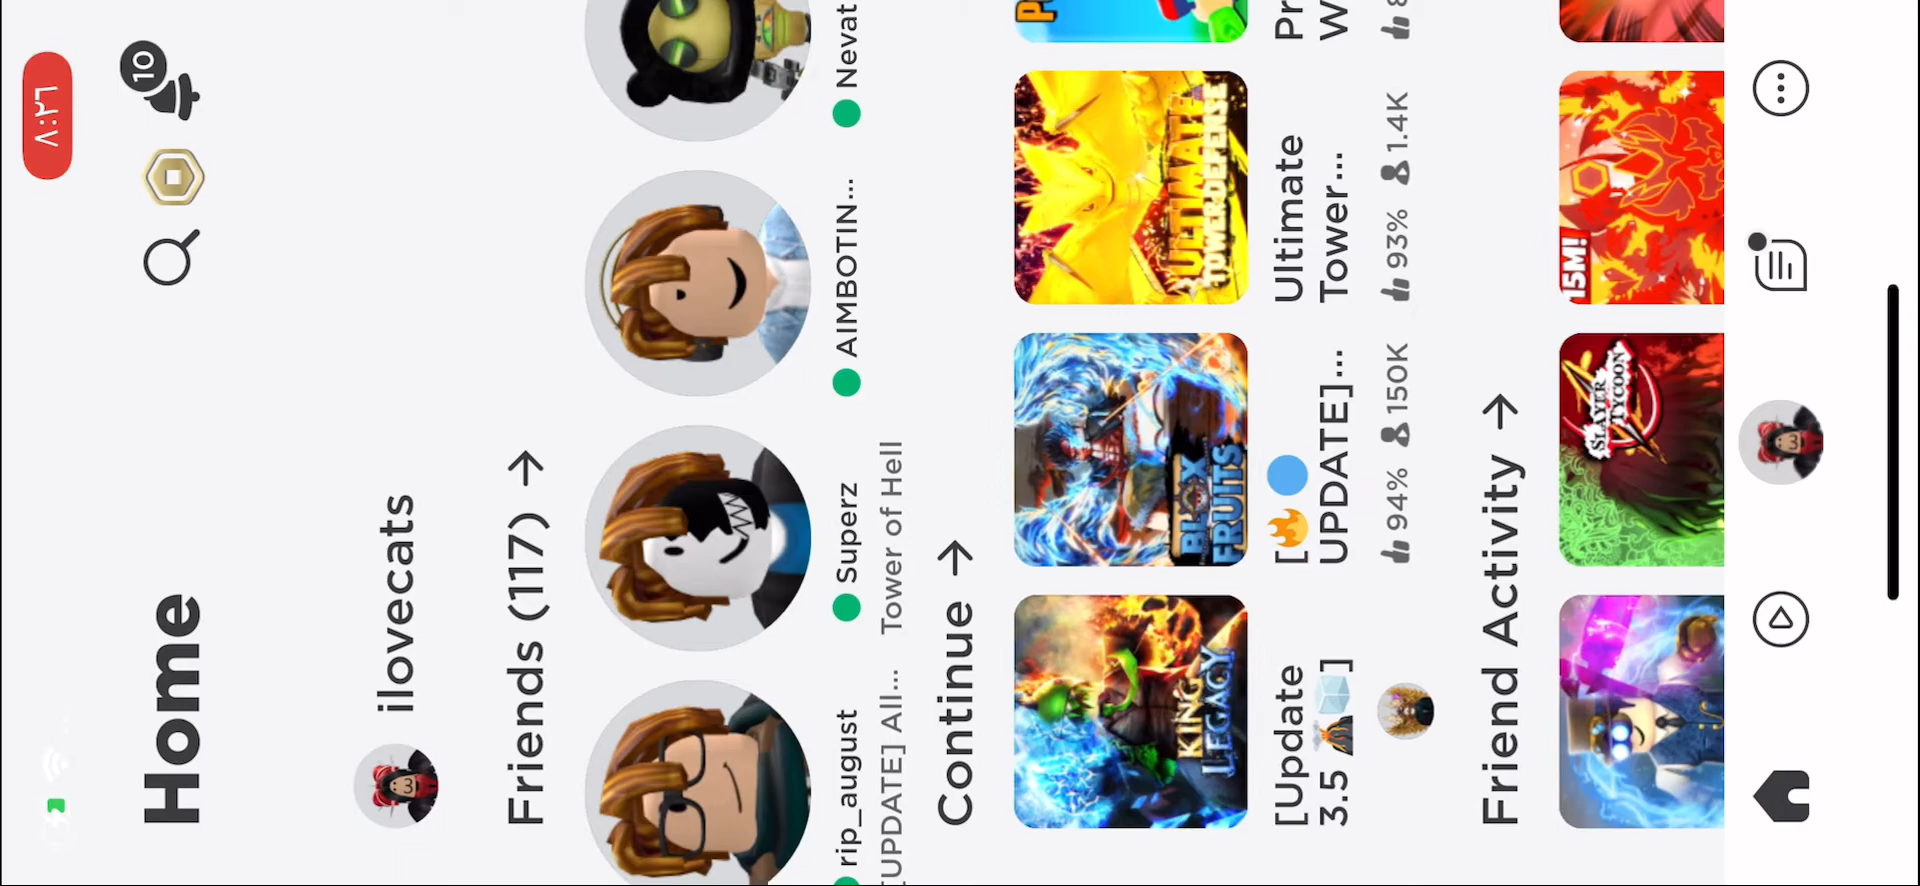 10
Home
ilovecats
Friends (117) →
rip_august
Superz
AIMBOTIN...
Nevat
[UPDATE] All...
Tower of Hell
Continue →
KING LEGACY
BLOX FRUITS
ULTIMATE TOWER DEFENSE
[Update
3.5 🌋🧊]
[🔥🔵
UPDATE]...
94% 150K
Ultimate
Tower...
93% 1.4K
Pr
W
Friend Activity →
SLAYER TYCOON
15M!